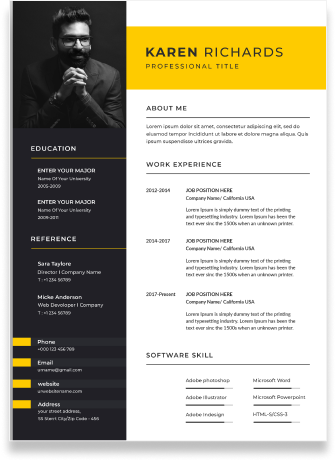 KAREN RICHARDS
PROFESSIONAL TITLE
EDUCATION
ENTER YOUR MAJOR
Name Of Your University
2005-2009
ENTER YOUR MAJOR
Name Of Your University
2009-2011
REFERENCE
Sara Taylore
Director I Company Name
T : +1 234 56 789
Micke Anderson
Web Developer I Company
T : +1 234 56 789
Phone
+000 123 456 789
Email
urname@gmail.com
website
urwebsitename.com
Address
your street address,
SS Street City/Zip Code - 456
ABOUT ME
Lorem ipsum dolor sit amet, consectetur adipiscing elit, sed do
eiusmod tempor incididunt ut labore et dolore magna aliqua. Quis
ipsum suspendisse ultrices gravida.
WORK EXPERIENCE
2012-2014
JOB POSITION HERE
Company Name/ California USA
Lorem Ipsum is simply dummy text of the printing
and typesetting industry. Lorem Ipsum has been the
text ever sinc the 1500s when an unknown printer.
2014-2017
JOB POSITION HERE
Company Name/ California USA
Lorem Ipsum is simply dummy text of the printing
and typesetting industry. Lorem Ipsum has been the
text ever sinc the 1500s when an unknown printer.
2017-Present
JOB POSITION HERE
Company Name/ California USA
Lorem Ipsum is simply dummy text of the printing
and typesetting industry. Lorem Ipsum has been the
text ever sinc the 1500s when an unknown printer.
SOFTWARE SKILL
Adobe photoshop
Microsoft Word
Adobe illustrator
Microsoft Powerpoint
Adobe indesign
HTML-5/CSS-3